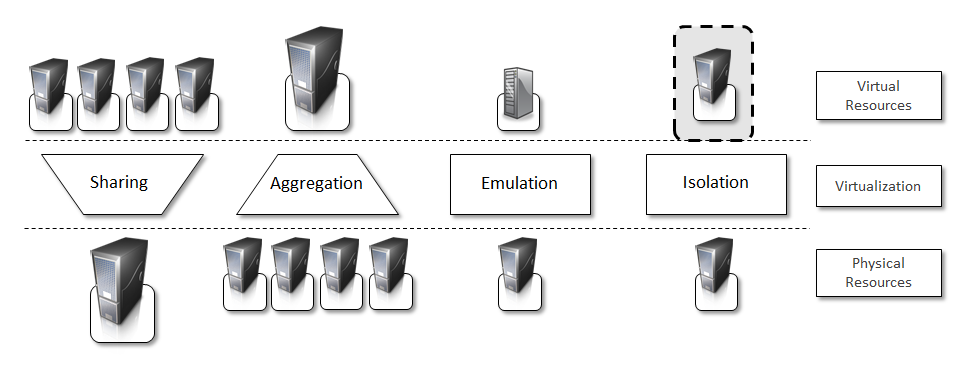 Virtual
Resources
Sharing
Aggregation
Emulation
Isolation
Virtualization
Physical
Resources